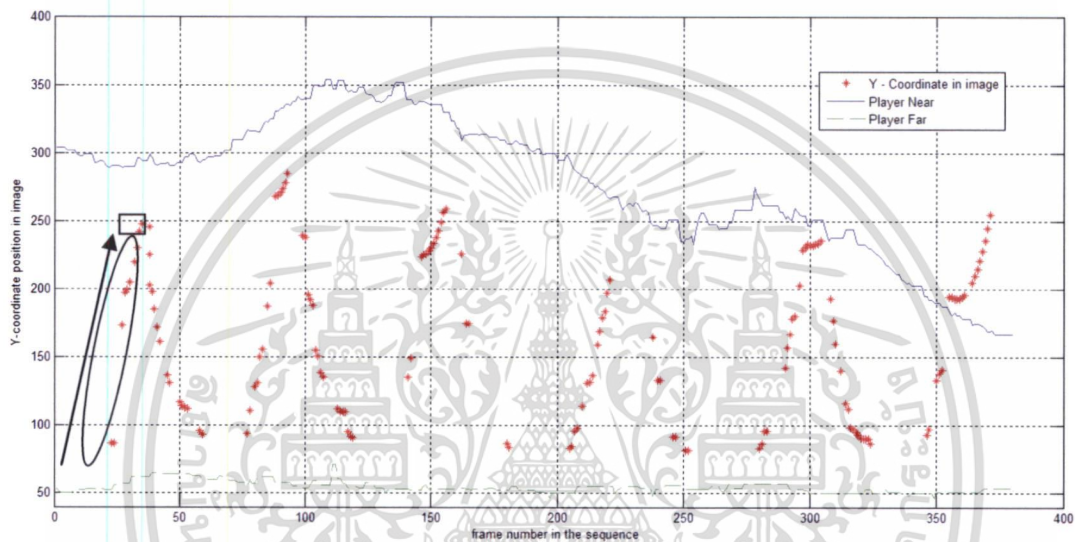 400
350
300
250
200
150
100
50
0 50 100 150 200 250 300 350 400
Y-coordinate position in image
frame number in the sequence
Y - Coordinate in image
Player Near
Player Far